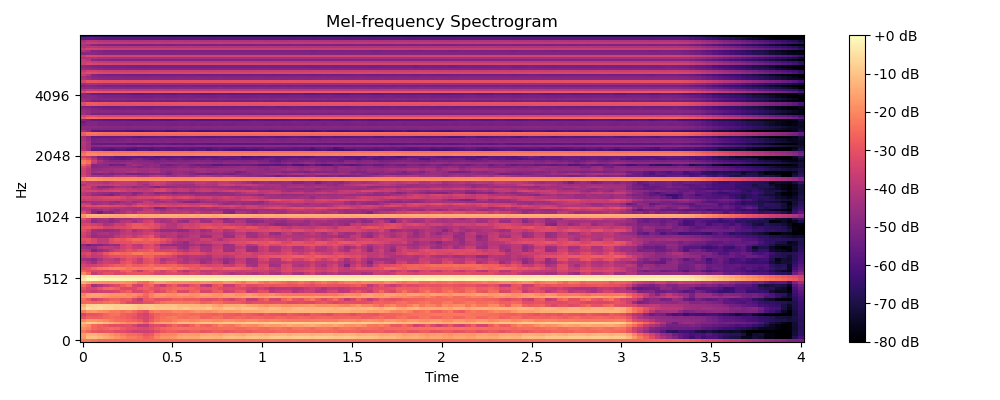 Mel-frequency Spectrogram
+0 dB
-10 dB
-20 dB
-30 dB
-40 dB
-50 dB
-60 dB
-70 dB
-80 dB
Hz
4096
2048
1024
512
0
0 0.5 1 1.5 2 2.5 3 3.5 4
Time